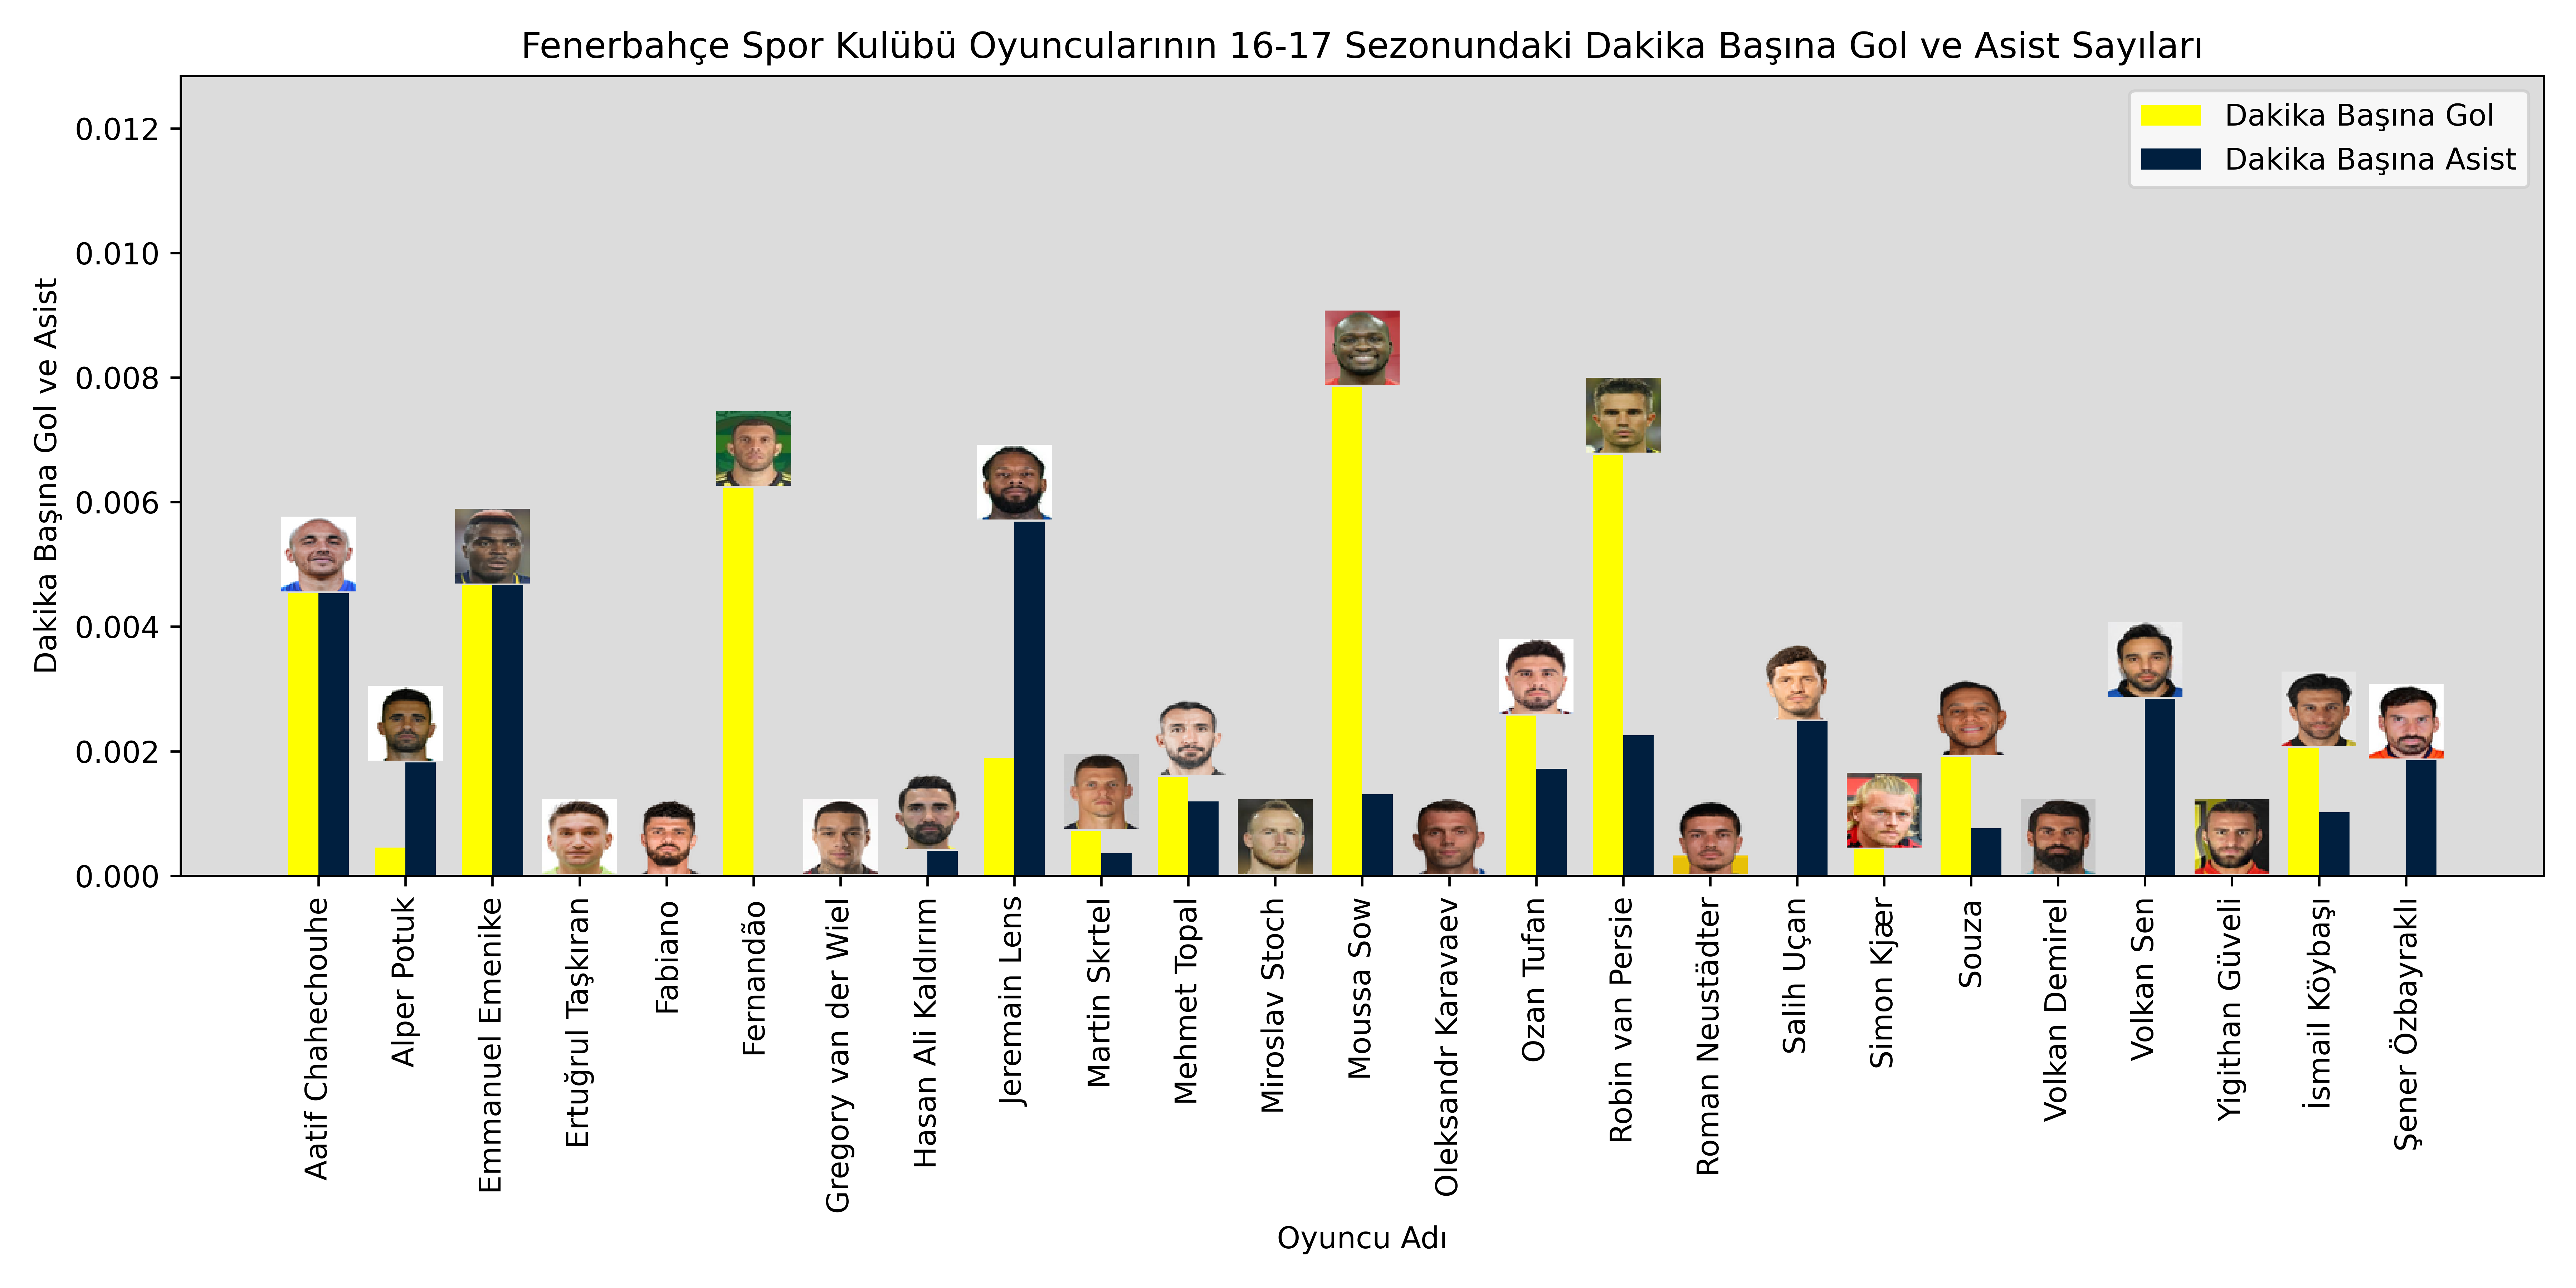 Fenerbahçe Spor Kulübü Oyuncularının 16-17 Sezonundaki Dakika Başına Gol ve Asist Sayıları
Dakika Başına Gol
Dakika Başına Asist
Dakika Başına Gol ve Asist
0.012
0.010
0.008
0.006
0.004
0.002
0.000
Aatif Chahechouhe
Alper Potuk
Emmanuel Emenike
Ertuğrul Taşkıran
Fabiano
Fernandão
Gregory van der Wiel
Hasan Ali Kaldırım
Jeremain Lens
Martin Skrtel
Mehmet Topal
Miroslav Stoch
Moussa Sow
Oleksandr Karavaev
Ozan Tufan
Robin van Persie
Roman Neustädter
Salih Uçan
Simon Kjær
Souza
Volkan Demirel
Volkan Sen
Yigithan Güveli
İsmail Köybaşı
Şener Özbayraklı
Oyuncu Adı